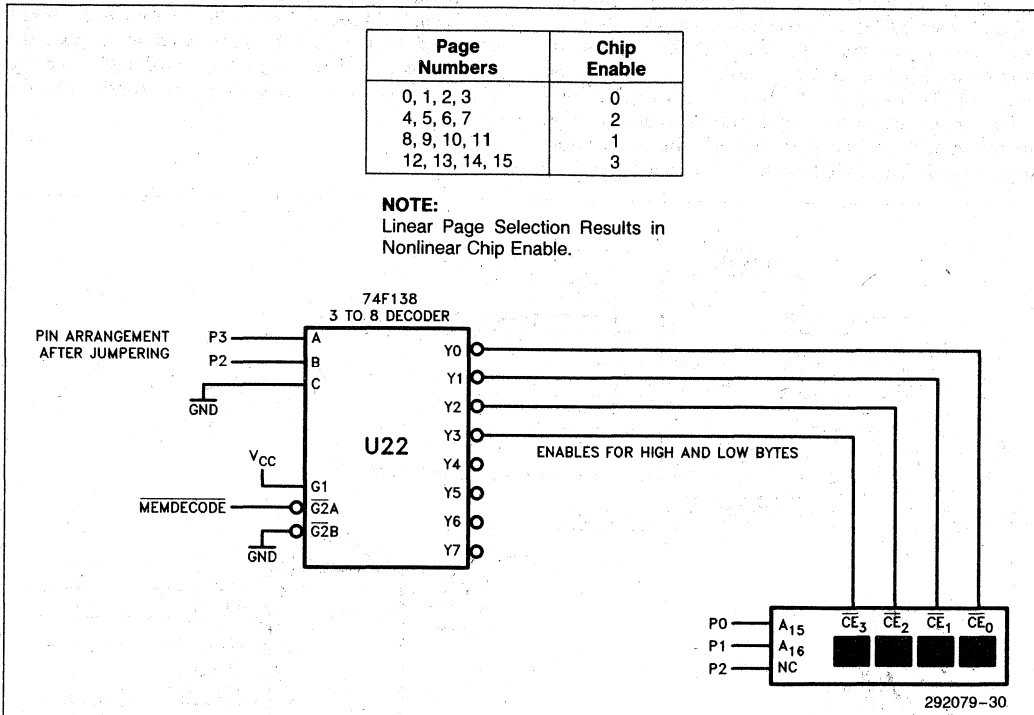 Page Numbers Chip Enable
0, 1, 2, 3 0
4, 5, 6, 7 2
8, 9, 10, 11 1
12, 13, 14, 15 3
NOTE:
Linear Page Selection Results in
Nonlinear Chip Enable.
74F138
3 TO 8 DECODER
PIN ARRANGEMENT
AFTER JUMPERING
P3 A
P2 B
C
GND
U22
VCC
G1
MEMDECODE G2A
G2B
GND
Y0
Y1
Y2
Y3
Y4
Y5
Y6
Y7
ENABLES FOR HIGH AND LOW BYTES
P0 A15
P1 A16
P2 NC
CE3 CE2 CE1 CE0
292079-30